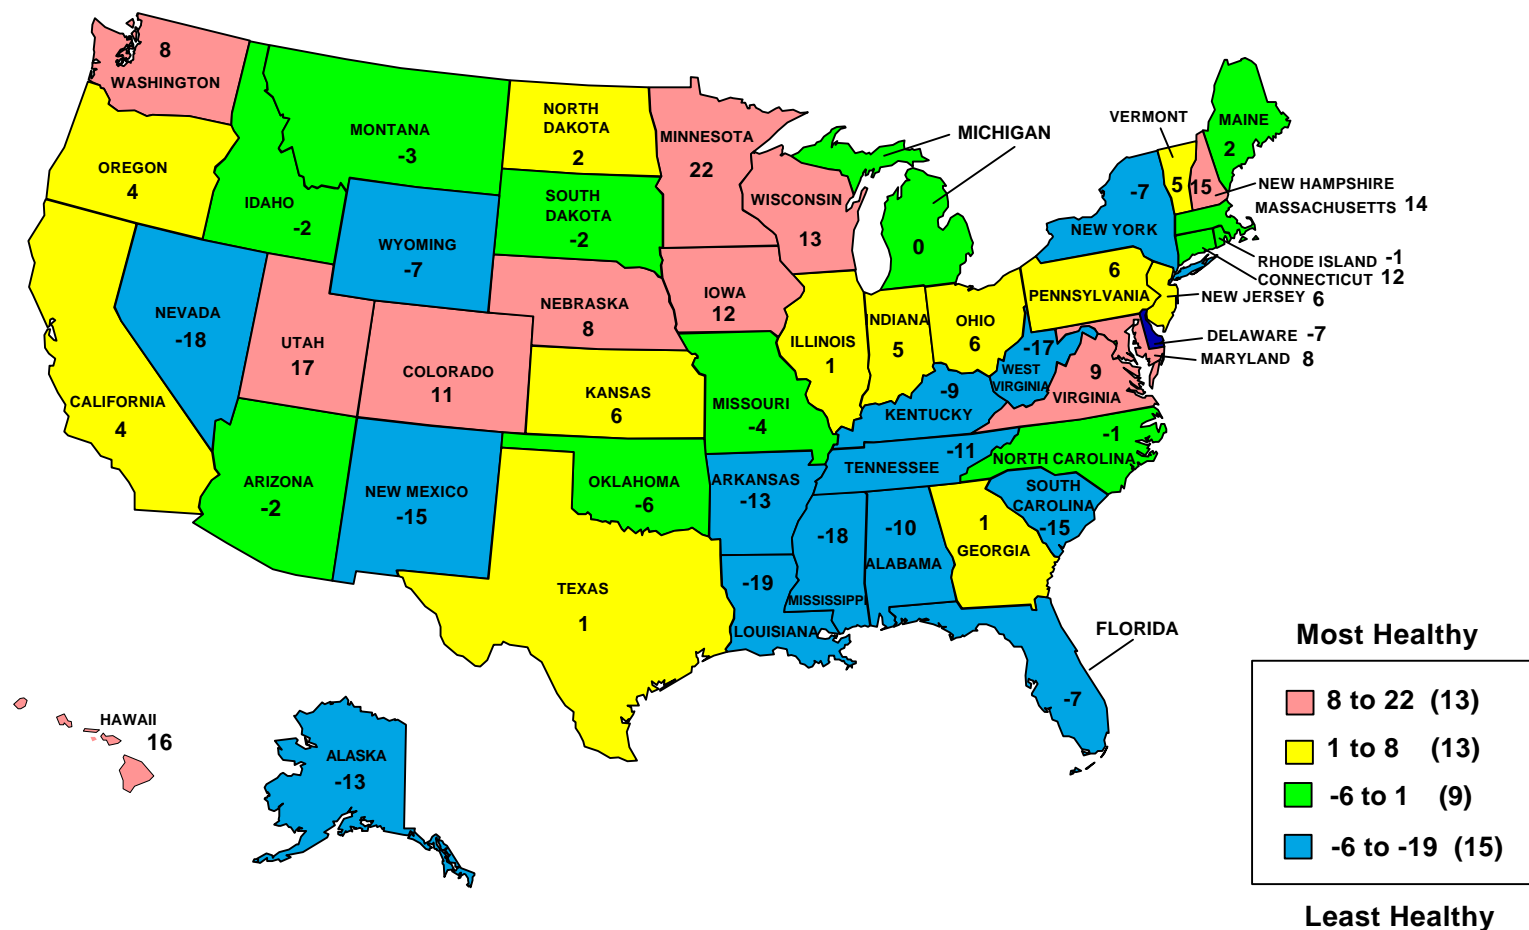 8
WASHINGTON
OREGON
4
CALIFORNIA
4
NEVADA
-18
IDAHO
-2
MONTANA
-3
WYOMING
-7
UTAH
17
COLORADO
11
ARIZONA
-2
NEW MEXICO
-15
NORTH
DAKOTA
2
SOUTH
DAKOTA
-2
NEBRASKA
8
KANSAS
6
OKLAHOMA
-6
TEXAS
1
MINNESOTA
22
IOWA
12
MISSOURI
-4
ARKANSAS
-13
-19
LOUISIANA
WISCONSIN
13
ILLINOIS
1
MICHIGAN
0
NDIANA
5
OHIO
6
-9
KENTUCKY
-11
TENNESSEE
-18
MISSISSIPPI
-10
ALABAMA
1
GEORGIA
FLORIDA
-7
SOUTH
CAROLINA
-15
-1
NORTH CAROLINA
9
VIRGINIA
-17
WEST
VIRGINIA
6
PENNSYLVANIA
-7
NEW YORK
VERMONT
5
15
NEW HAMPSHIRE
MAINE
2
MASSACHUSETTS 14
RHODE ISLAND -1
CONNECTICUT 12
NEW JERSEY 6
DELAWARE -7
MARYLAND 8
HAWAII
16
ALASKA
-13
Most Healthy
8 to 22 (13)
1 to 8 (13)
-6 to 1 (9)
-6 to -19 (15)
Least Healthy